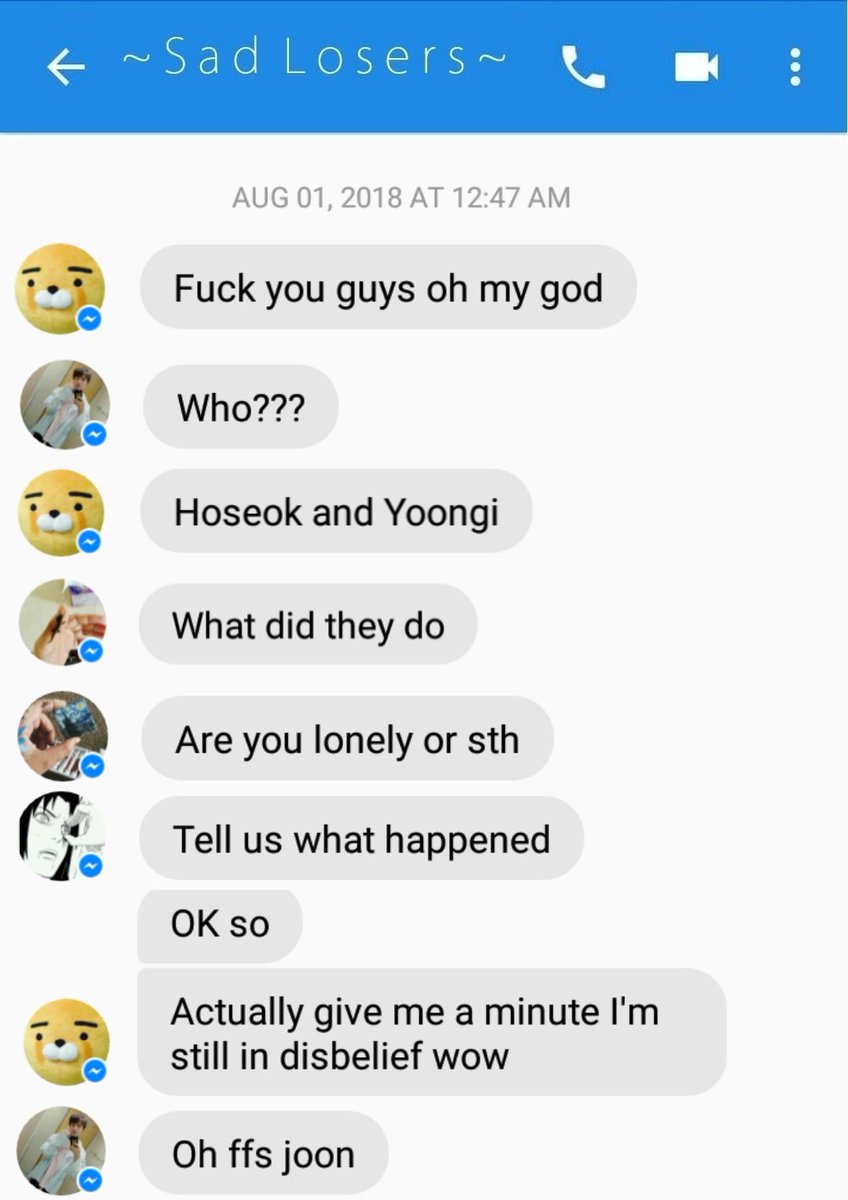 ~Sad Losers~
AUG 01, 2018 AT 12:47 AM
Fuck you guys oh my god
Who???
Hoseok and Yoongi
What did they do
Are you lonely or sth
Tell us what happened
OK so
Actually give me a minute I'm
still in disbelief wow
Oh ffs joon